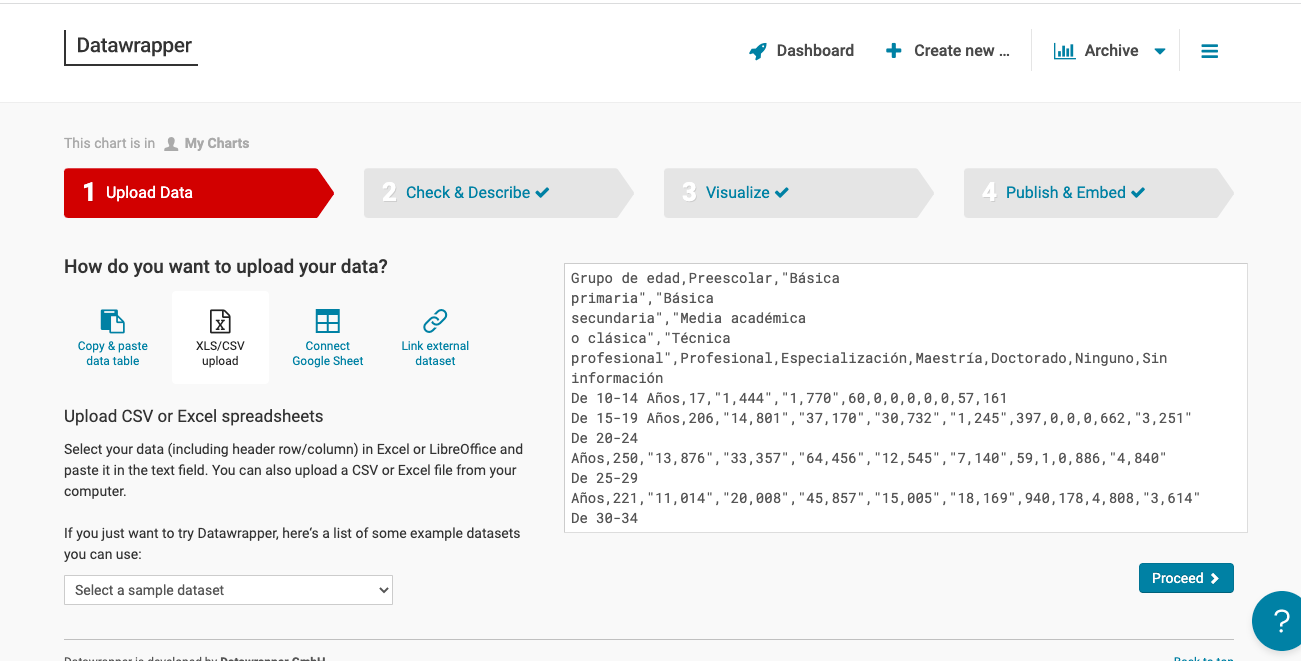 Datawrapper
Dashboard
Create new ...
Archive
This chart is in My Charts
1 Upload Data
2 Check & Describe
3 Visualize
4 Publish & Embed
How do you want to upload your data?
Copy & paste
data table
XLS/CSV
upload
Connect
Google Sheet
Link external
dataset
Upload CSV or Excel spreadsheets
Select your data (including header row/column) in Excel or LibreOffice and
paste it in the text field. You can also upload a CSV or Excel file from your
computer.
If you just want to try Datawrapper, here's a list of some example datasets
you can use:
Select a sample dataset
Grupo de edad,Preescolar,"Básica
primaria","Básica
secundaria","Media académica
o clásica","Técnica
profesional",Profesional,Especialización,Maestría,Doctorado,Ninguno,Sin
información
De 10-14 Años,17,"1,444","1,770",60,0,0,0,0,0,57,161
De 15-19 Años,206,"14,801","37,170","30,732","1,245",397,0,0,0,662,"3,251"
De 20-24
Años,250,"13,876","33,357","64,456","12,545","7,140",59,1,0,886,"4,840"
De 25-29
Años,221,"11,014","20,008","45,857","15,005","18,169",940,178,4,808,"3,614"
De 30-34
Proceed
?
Datawrapper is developed by Datawrapper GmbH
Back to top